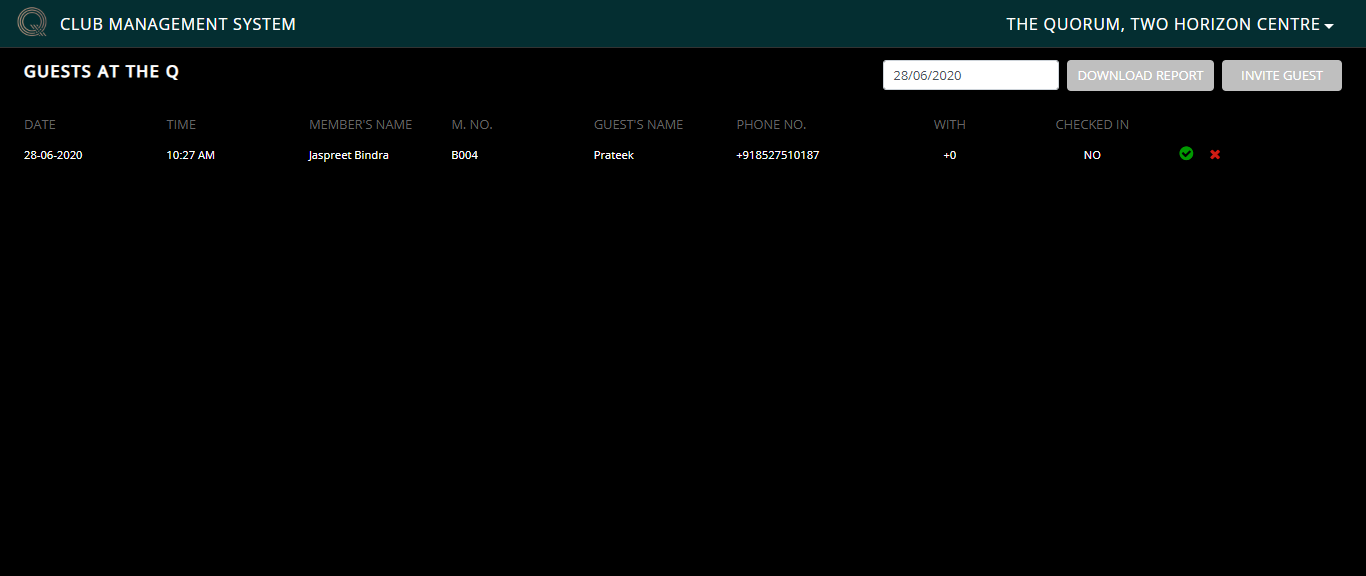 CLUB MANAGEMENT SYSTEM THE QUORUM, TWO HORIZON CENTRE
GUESTS AT THE Q 28/06/2020 DOWNLOAD REPORT INVITE GUEST
DATE TIME MEMBER'S NAME M. NO. GUEST'S NAME PHONE NO. WITH CHECKED IN
28-06-2020 10:27 AM Jaspreet Bindra B004 Prateek +918527510187 +0 NO